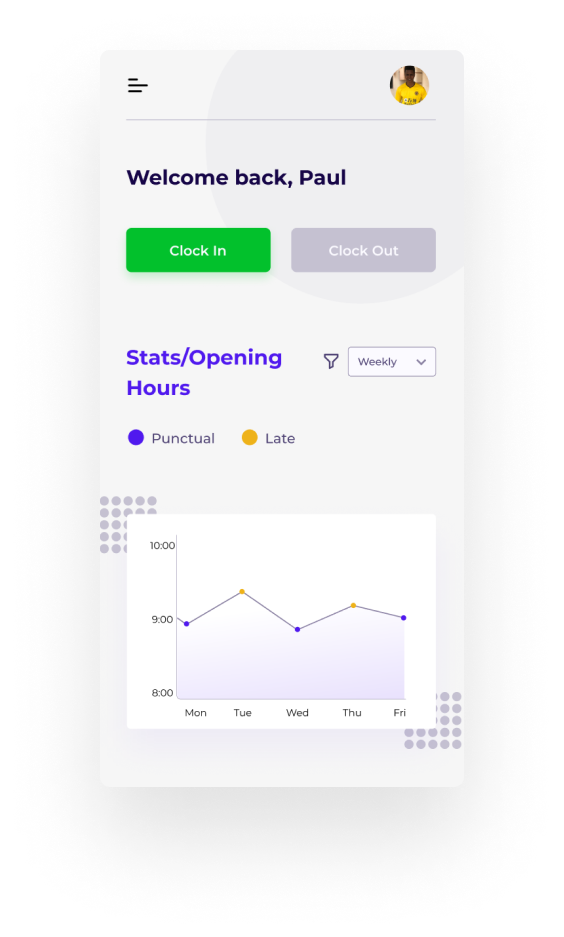 Welcome back, Paul
Clock In
Clock Out
Stats/Opening
Hours
Weekly
Punctual
Late
10:00
9:00
8:00
Mon
Tue
Wed
Thu
Fri